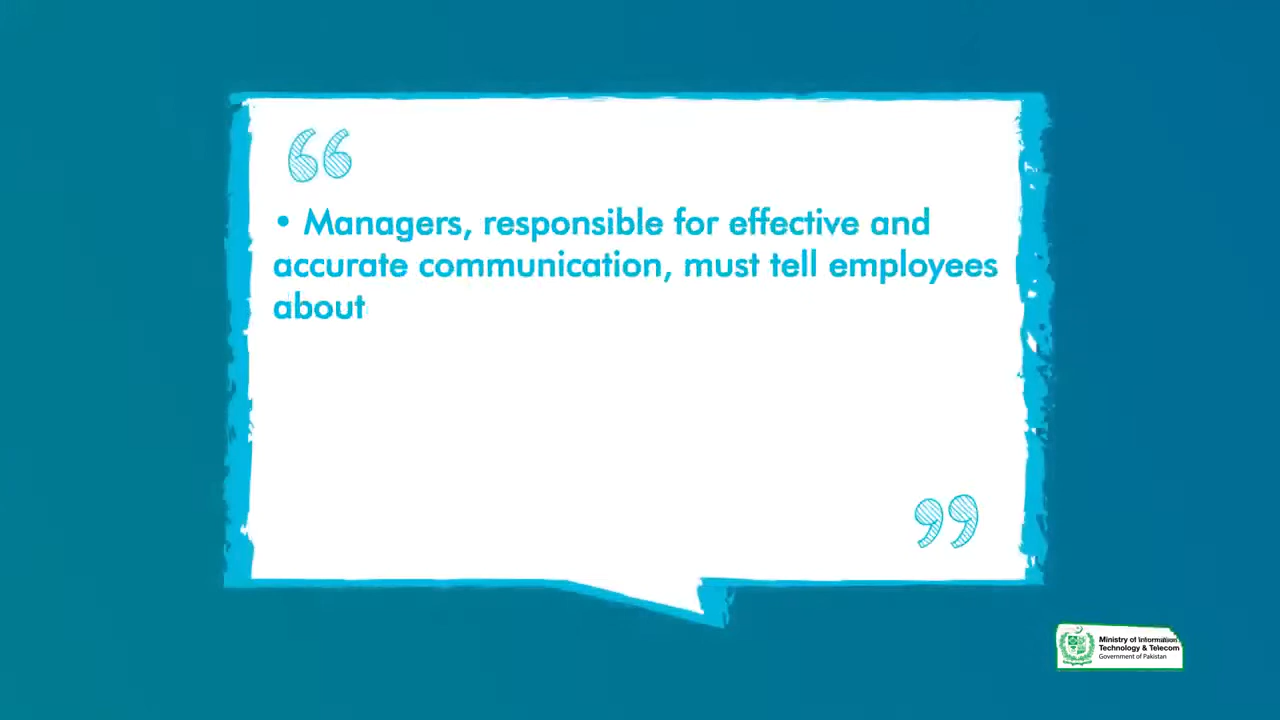 • Managers, responsible for effective and
accurate communication, must tell employees
about
Ministry of Information
Technology & Telecom
Government of Pakistan